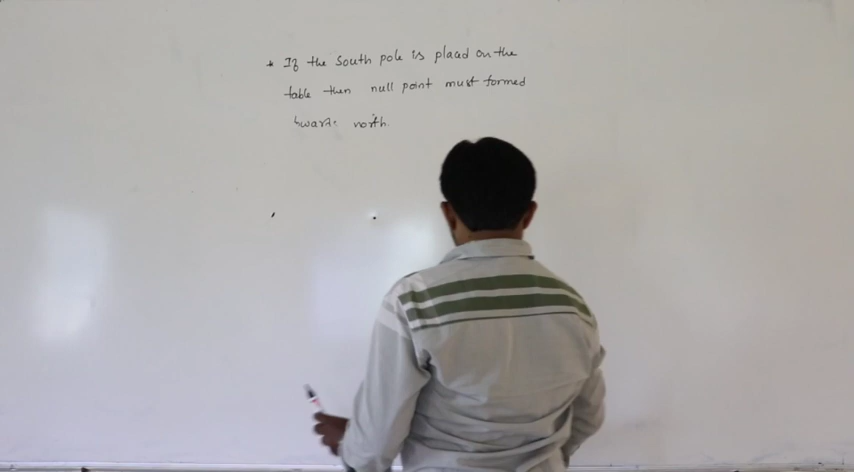 * If the South pole is placed on the
table then null point must formed
towards north.